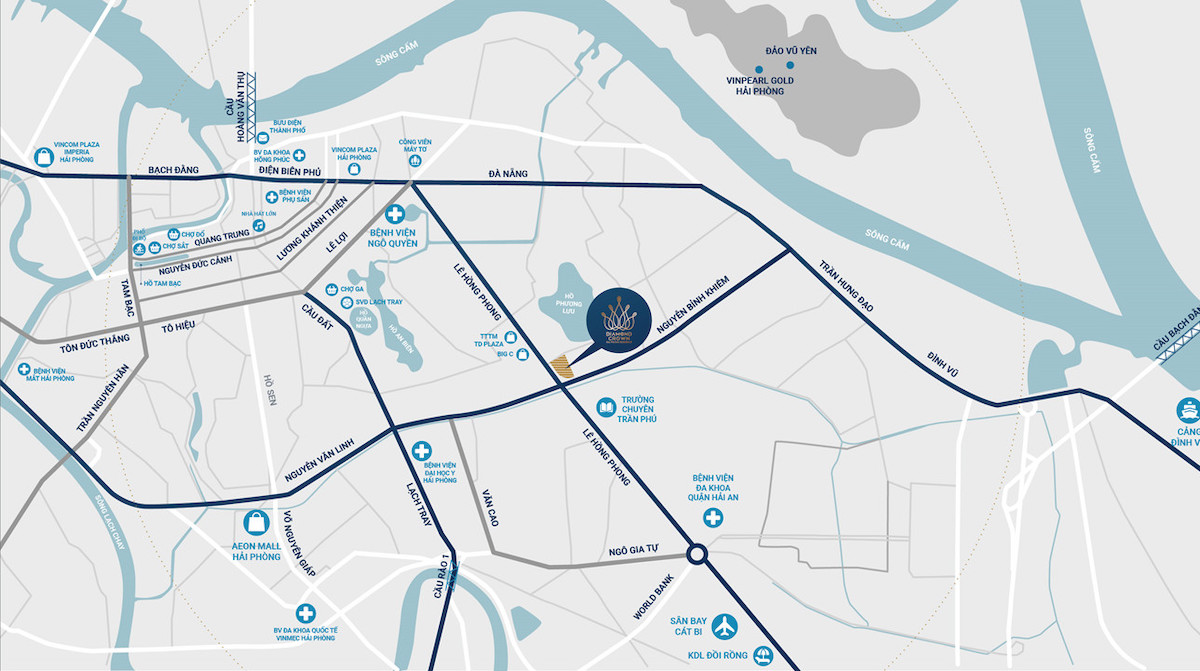 SÔNG CẤM
ĐẢO VŨ YÊN
VINPEARL GOLD
HẢI PHÒNG
SÔNG CẤM
CẦU
HOÀNG VĂN THỤ
BƯU ĐIỆN
THÀNH PHỐ
VINCOM PLAZA
IMPERIA
HẢI PHÒNG
BV ĐA KHOA
HỒNG PHÚC
VINCOM PLAZA
HẢI PHÒNG
CÔNG VIÊN
MÁY TƠ
BẠCH ĐẰNG
ĐIỆN BIÊN PHỦ
ĐÀ NẴNG
BỆNH VIỆN
PHỤ SẢN
NHÀ HÁT LỚN
PHỐ
ĐI BỘ
CHỢ ĐỔ
CHỢ SẮT
QUANG TRUNG
LƯƠNG KHÁNH THIỆN
LÊ LỢI
BỆNH VIỆN
NGÔ QUYỀN
SÔNG CẤM
NGUYỄN ĐỨC CẢNH
HỒ TAM BẠC
TAM BẠC
LÊ HỒNG PHONG
TRẦN HƯNG ĐẠO
CHỢ GA
SVĐ LẠCH TRAY
HỒ
QUẦN
NGỰA
HỒ AN BIÊN
HỒ
PHƯƠNG
LƯU
DIAMOND
CROWN
NGUYỄN BỈNH KHIÊM
CẦU BẠCH ĐẰ
TÔ HIỆU
CẦU ĐẤT
TÔN ĐỨC THẮNG
TTTM
TD PLAZA
BIG C
ĐÌNH VŨ
BỆNH VIỆN
MẮT HẢI PHÒNG
TRẦN NGUYÊN HÃN
HỒ SEN
TRƯỜNG
CHUYÊN
TRẦN PHÚ
CẢNG
ĐÌNH V
LÊ HỒNG PHONG
NGUYỄN VĂN LINH
BỆNH VIỆN
ĐẠI HỌC Y
HẢI PHÒNG
BỆNH VIỆN
ĐA KHOA
QUẬN HẢI AN
SÔNG LẠCH CHAY
LẠCH TRAY
VĂN CAO
AEON MALL
HẢI PHÒNG
VÕ NGUYÊN GIÁP
NGÔ GIA TỰ
CẦU RÀO 1
WORLD BANK
BV ĐA KHOA QUỐC TẾ
VINMEC HẢI PHÒNG
SÂN BAY
CÁT BI
KDL ĐỒI RỒNG